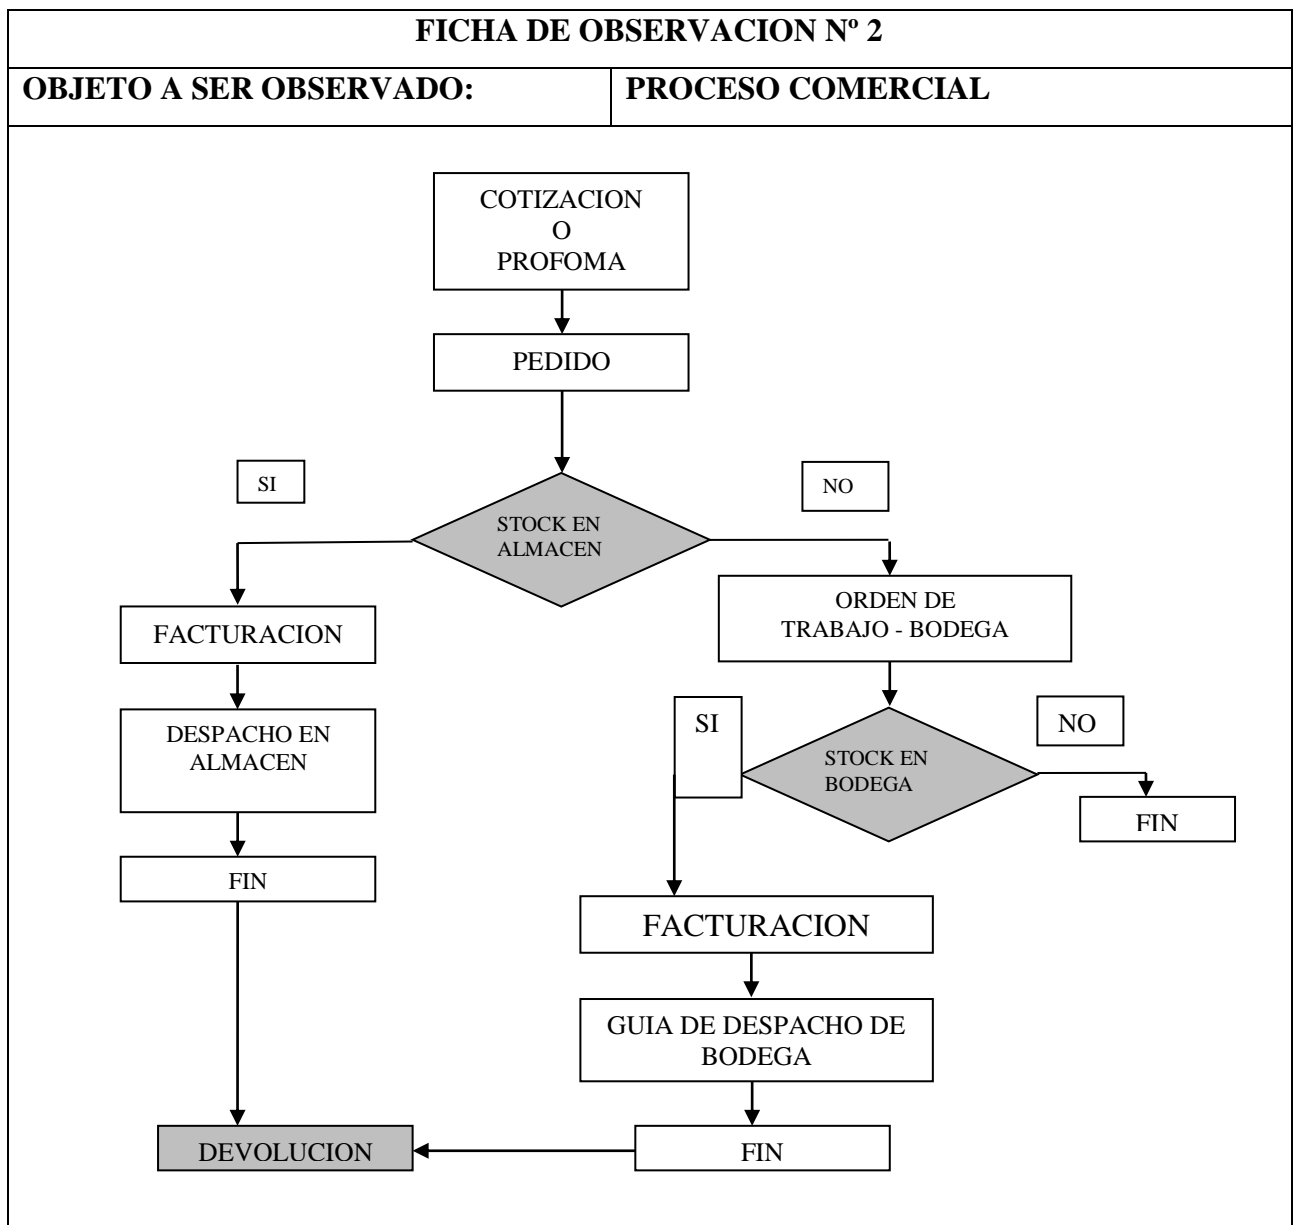 FICHA DE OBSERVACION Nº 2
OBJETO A SER OBSERVADO:
PROCESO COMERCIAL
COTIZACION
O
PROFOMA
PEDIDO
SI
NO
STOCK EN
ALMACEN
FACTURACION
ORDEN DE
TRABAJO - BODEGA
DESPACHO EN
ALMACEN
SI
NO
STOCK EN
BODEGA
FIN
FIN
FACTURACION
GUIA DE DESPACHO DE
BODEGA
DEVOLUCION
FIN